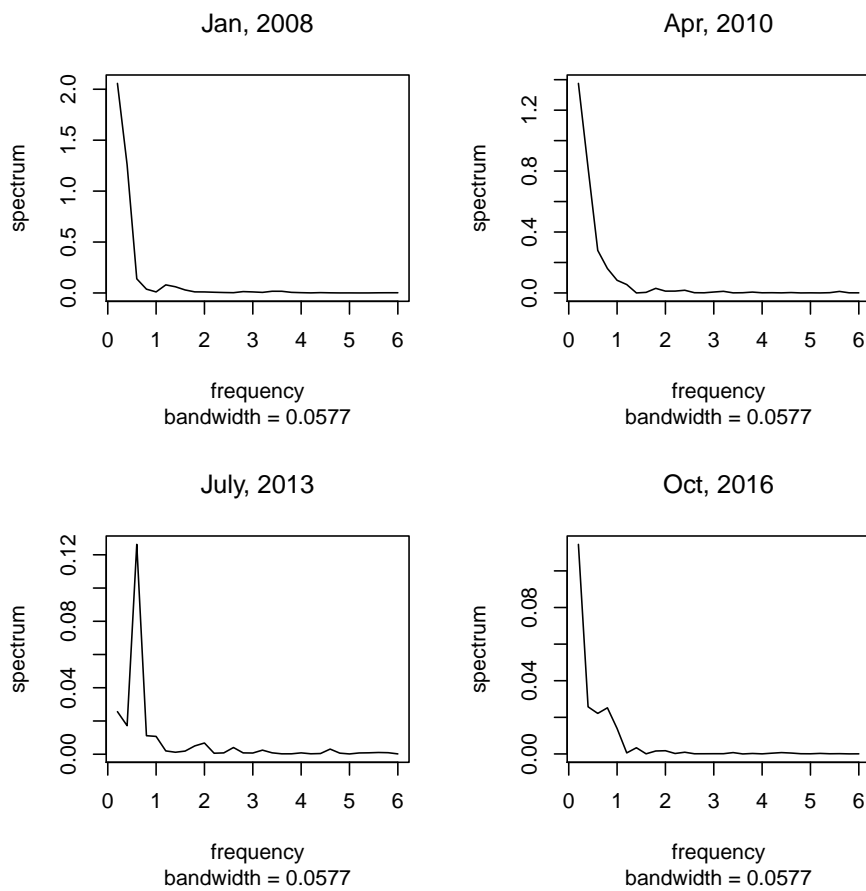 Jan, 2008
spectrum
0.0 0.5 1.0 1.5 2.0
0 1 2 3 4 5 6
frequency
bandwidth = 0.0577
Apr, 2010
spectrum
0.0 0.4 0.8 1.2
0 1 2 3 4 5 6
frequency
bandwidth = 0.0577
July, 2013
spectrum
0.00 0.04 0.08 0.12
0 1 2 3 4 5 6
frequency
bandwidth = 0.0577
Oct, 2016
spectrum
0.00 0.04 0.08
0 1 2 3 4 5 6
frequency
bandwidth = 0.0577